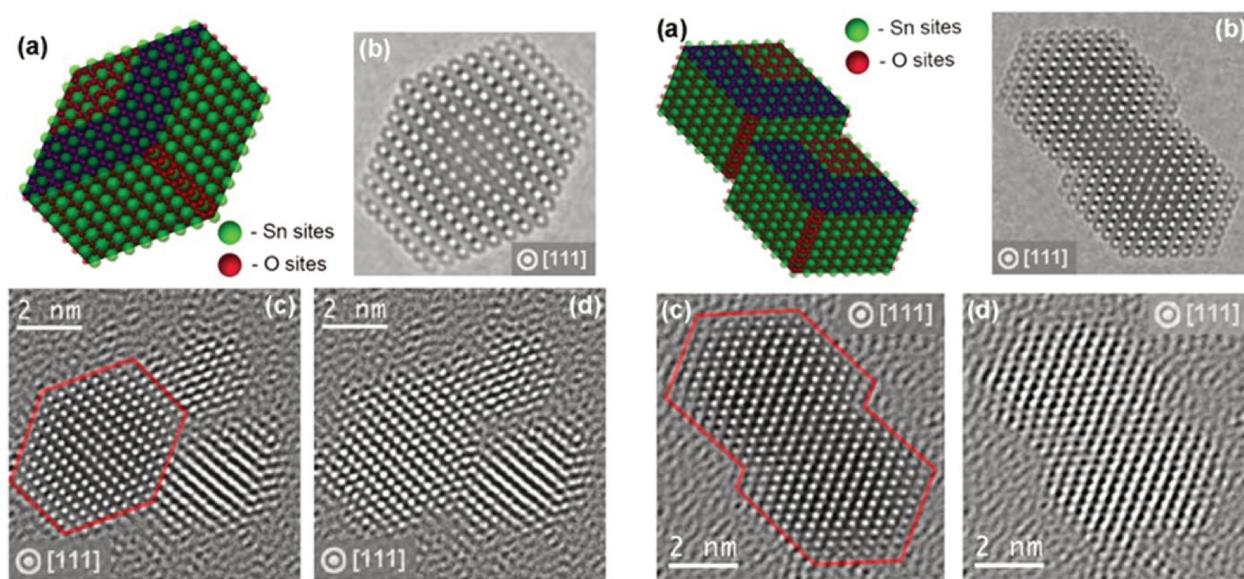 (a)
- Sn sites
- O sites
(b)
[111]
2 nm
(c)
[111]
2 nm
(d)
[111]
(a)
- Sn sites
- O sites
(b)
[111]
(c)
[111]
2 nm
(d)
[111]
2 nm